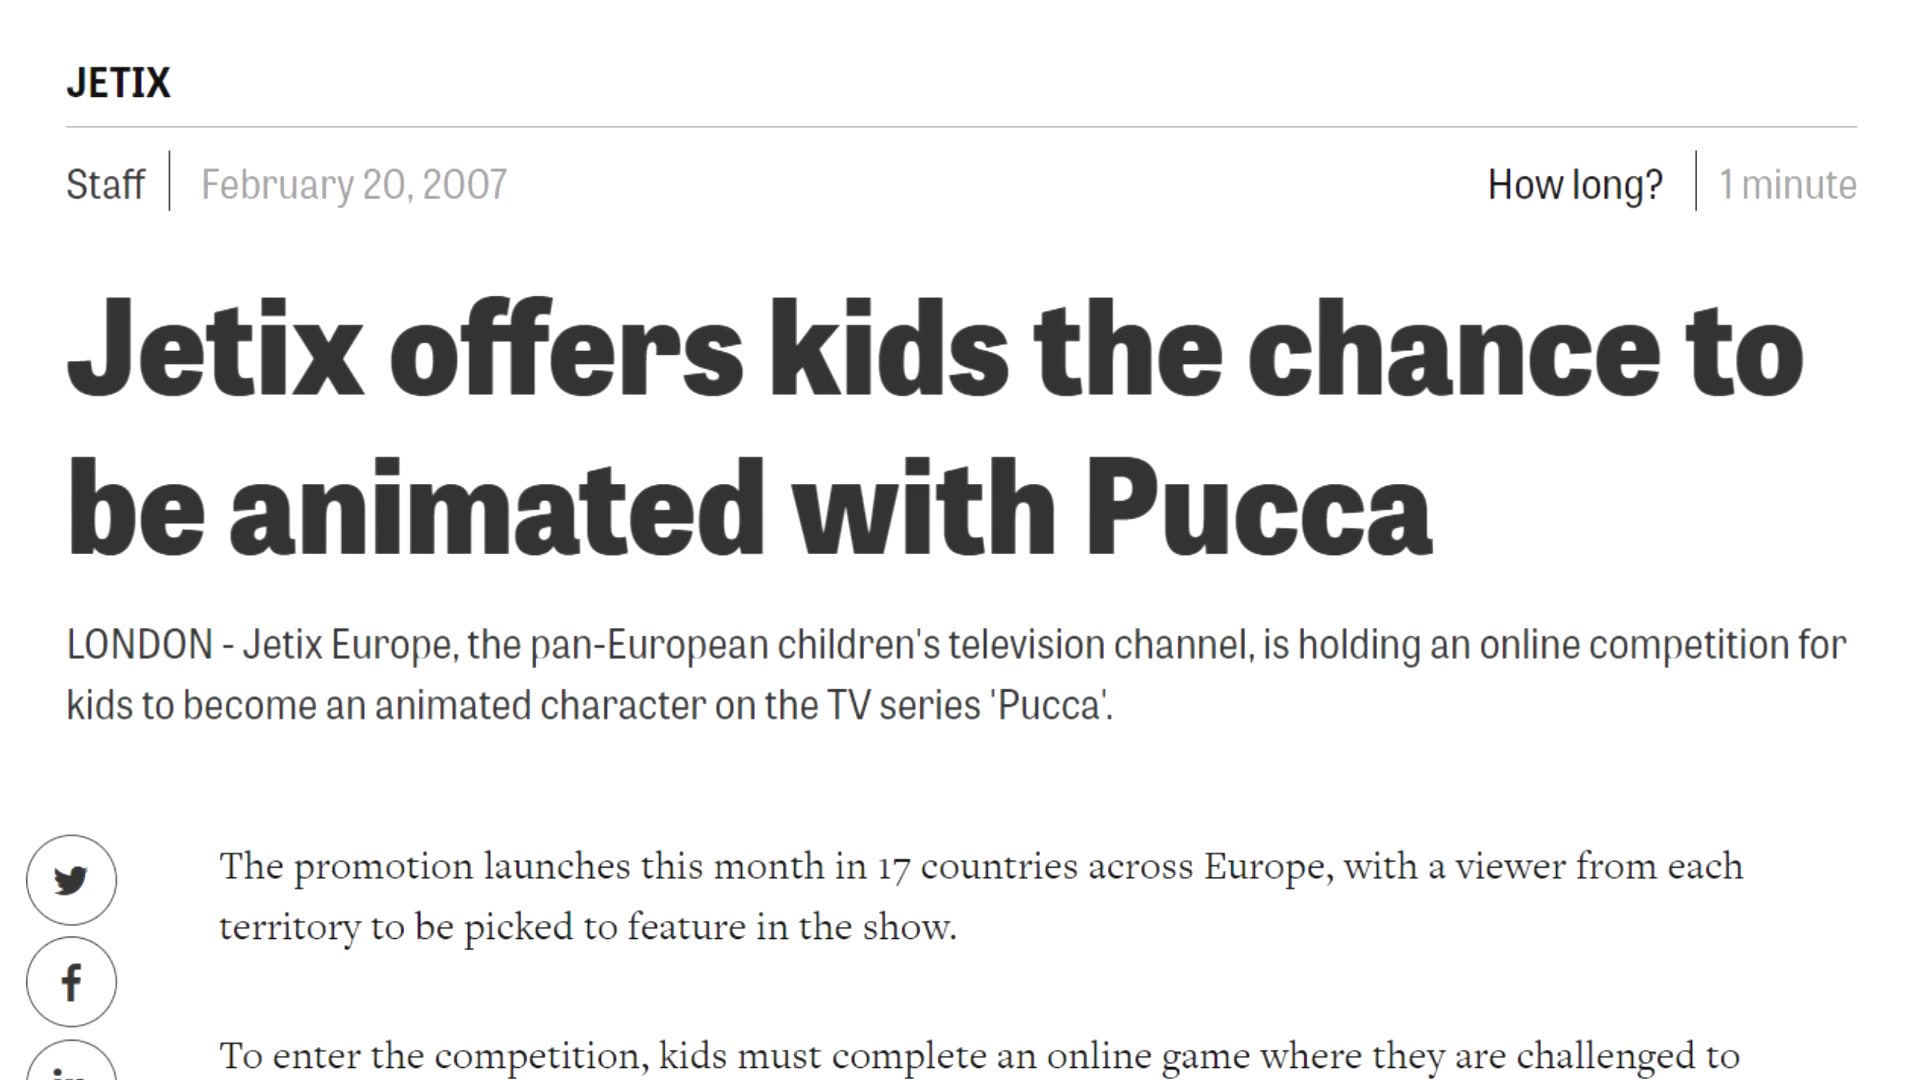 JETIX
Staff | February 20, 2007 How long? | 1 minute
Jetix offers kids the chance to
be animated with Pucca
LONDON - Jetix Europe, the pan-European children's television channel, is holding an online competition for
kids to become an animated character on the TV series 'Pucca'.
The promotion launches this month in 17 countries across Europe, with a viewer from each
territory to be picked to feature in the show.
To enter the competition, kids must complete an online game where they are challenged to